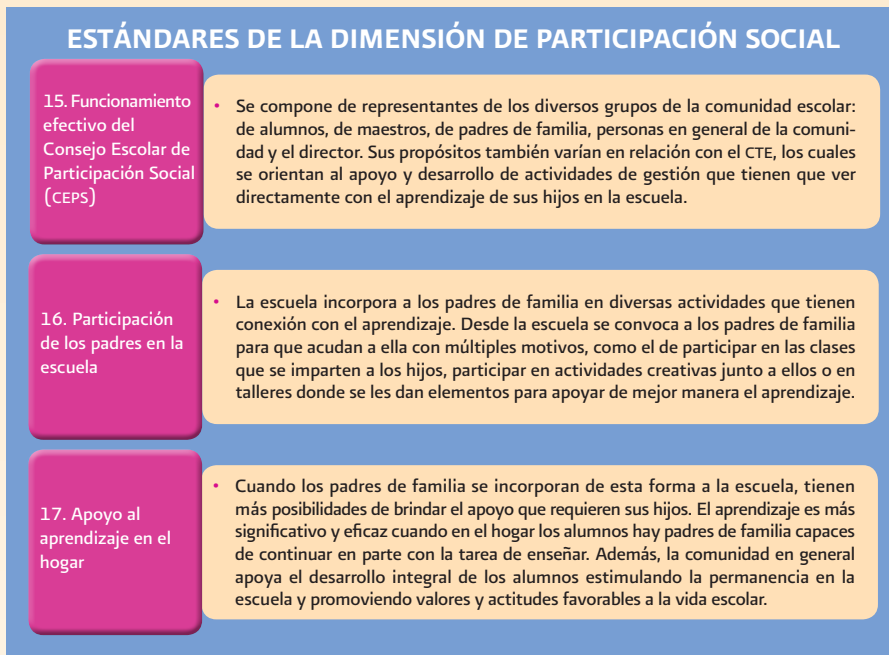 ESTÁNDARES DE LA DIMENSIÓN DE PARTICIPACIÓN SOCIAL
15. Funcionamiento
efectivo del
Consejo Escolar de
Participación Social
(CEPS)
• Se compone de representantes de los diversos grupos de la comunidad escolar:
de alumnos, de maestros, de padres de familia, personas en general de la comuni-
dad y el director. Sus propósitos también varían en relación con el CTE, los cuales
se orientan al apoyo y desarrollo de actividades de gestión que tienen que ver
directamente con el aprendizaje de sus hijos en la escuela.
16. Participación
de los padres en la
escuela
• La escuela incorpora a los padres de familia en diversas actividades que tienen
conexión con el aprendizaje. Desde la escuela se convoca a los padres de familia
para que acudan a ella con múltiples motivos, como el de participar en las clases
que se imparten a los hijos, participar en actividades creativas junto a ellos o en
talleres donde se les dan elementos para apoyar de mejor manera el aprendizaje.
17. Apoyo al
aprendizaje en el
hogar
• Cuando los padres de familia se incorporan de esta forma a la escuela, tienen
más posibilidades de brindar el apoyo que requieren sus hijos. El aprendizaje es más
significativo y eficaz cuando en el hogar los alumnos hay padres de familia capaces
de continuar en parte con la tarea de enseñar. Además, la comunidad en general
apoya el desarrollo integral de los alumnos estimulando la permanencia en la
escuela y promoviendo valores y actitudes favorables a la vida escolar.